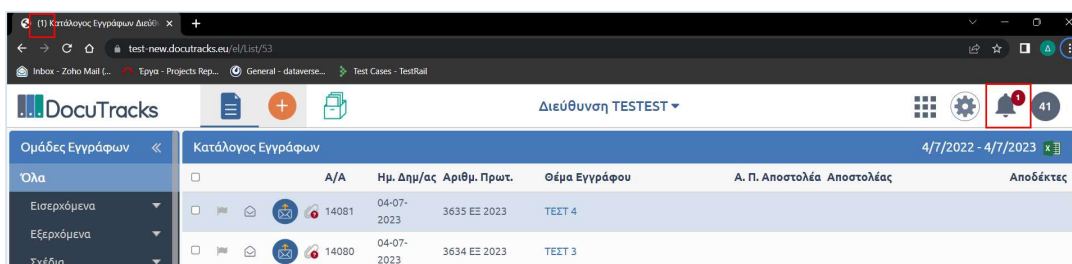 (1) Κατάλογος Εγγράφων Διεύθ
test-new.docutracks.eu/el/List/53
Inbox - Zoho Mail (... Έργα - Projects Rep... General - dataverse... Test Cases - TestRail
DocuTracks Διεύθυνση TESTEST 1 41
Ομάδες Εγγράφων Κατάλογος Εγγράφων 4/7/2022 - 4/7/2023
Όλα Α/Α Ημ. Δημ/ας Αριθμ. Πρωτ. Θέμα Εγγράφου Α. Π. Αποστολέα Αποστολέας Αποδέκτες
Εισερχόμενα 14081 04-07-2023 3635 ΕΞ 2023 ΤΕΣΤ 4
Εξερχόμενα
Σχέδια 14080 04-07-2023 3634 ΕΞ 2023 ΤΕΣΤ 3